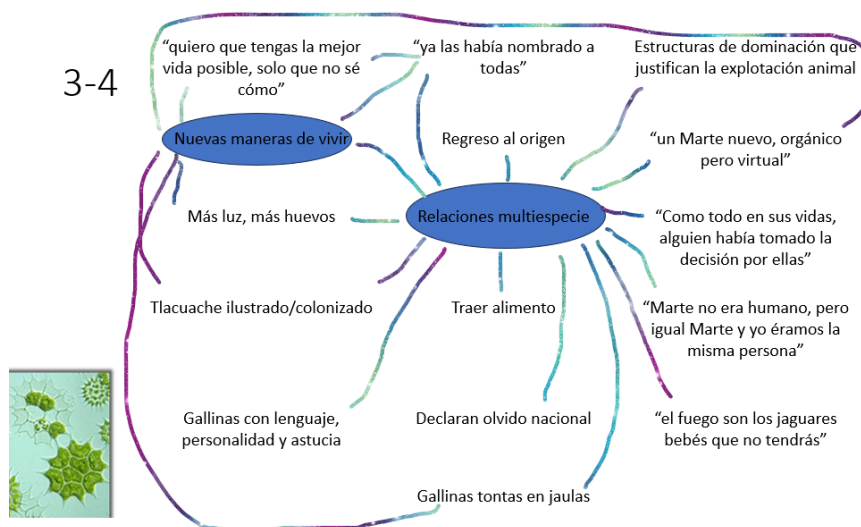 3-4
“quiero que tengas la mejor
vida posible, solo que no sé
cómo”
“ya las había nombrado a
todas”
Estructuras de dominación que
justifican la explotación animal
Nuevas maneras de vivir
Regreso al origen
“un Marte nuevo, orgánico
pero virtual”
Más luz, más huevos
Relaciones multiespecie
“Como todo en sus vidas,
alguien había tomado la
decisión por ellas”
Tlacuache ilustrado/colonizado
Traer alimento
“Marte no era humano, pero
igual Marte y yo éramos la
misma persona”
Gallinas con lenguaje,
personalidad y astucia
Declaran olvido nacional
“el fuego son los jaguares
bebés que no tendrás”
Gallinas tontas en jaulas